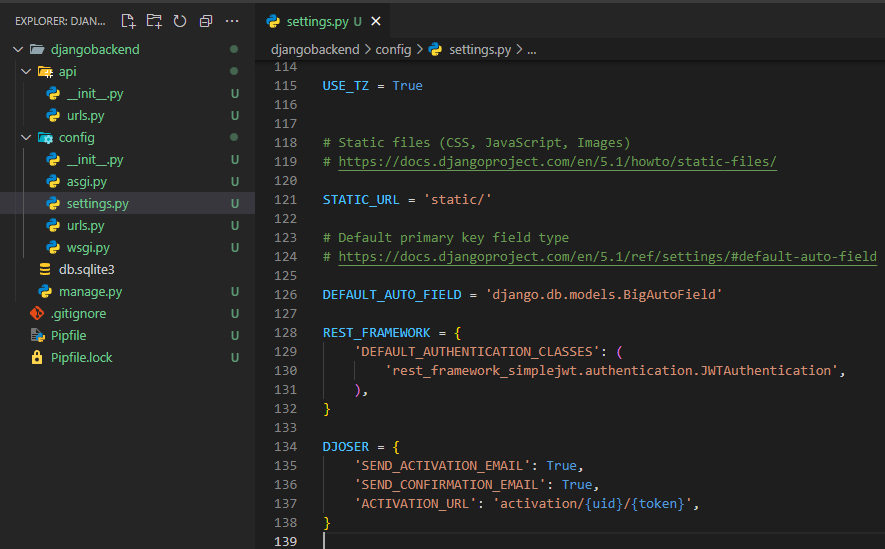 EXPLORER: DJAN...
settings.py U
djangobackend > config > settings.py > ...
djangobackend
api
__init__.py U
urls.py U
config
__init__.py U
asgi.py U
settings.py U
urls.py U
wsgi.py U
db.sqlite3
manage.py U
.gitignore U
Pipfile U
Pipfile.lock U
114
115 USE_TZ = True
116
117
118 # Static files (CSS, JavaScript, Images)
119 # https://docs.djangoproject.com/en/5.1/howto/static-files/
120
121 STATIC_URL = 'static/'
122
123 # Default primary key field type
124 # https://docs.djangoproject.com/en/5.1/ref/settings/#default-auto-field
125
126 DEFAULT_AUTO_FIELD = 'django.db.models.BigAutoField'
127
128 REST_FRAMEWORK = {
129     'DEFAULT_AUTHENTICATION_CLASSES': (
130         'rest_framework_simplejwt.authentication.JWTAuthentication',
131     ),
132 }
133
134 DJOSER = {
135     'SEND_ACTIVATION_EMAIL': True,
136     'SEND_CONFIRMATION_EMAIL': True,
137     'ACTIVATION_URL': 'activation/{uid}/{token}',
138 }
139